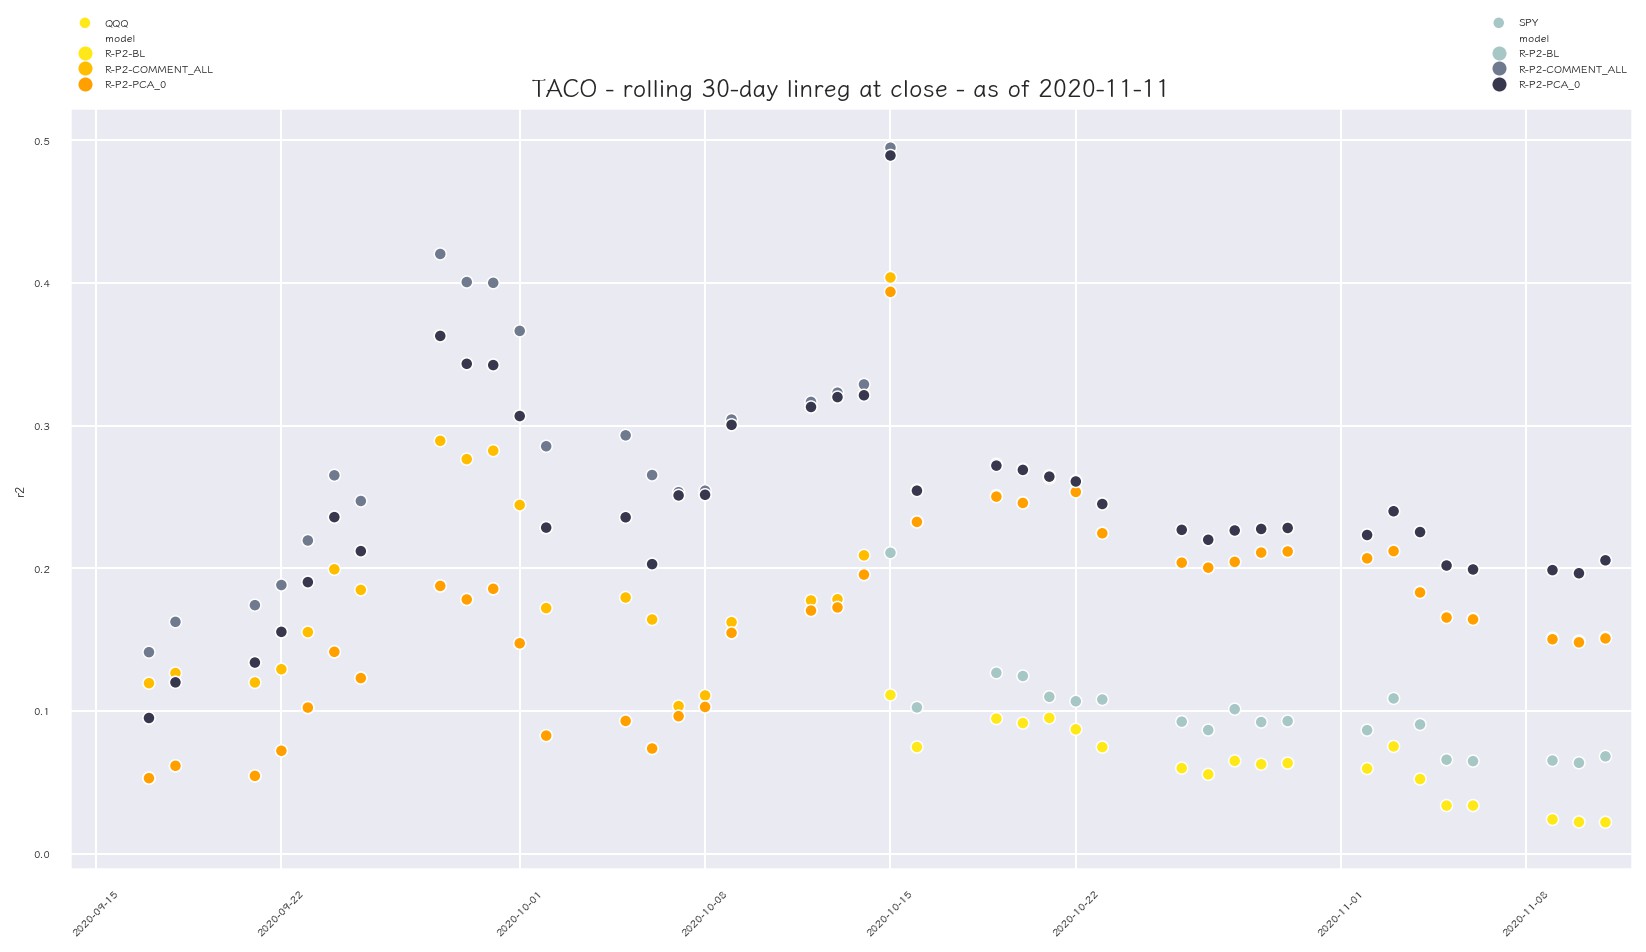 QQQ
model
R-P2-BL
R-P2-COMMENT_ALL
R-P2-PCA_0
SPY
model
R-P2-BL
R-P2-COMMENT_ALL
R-P2-PCA_0
TACO - rolling 30-day linreg at close - as of 2020-11-11
0.5
0.4
0.3
r2
0.2
0.1
0.0
2020-09-15
2020-09-22
2020-10-01
2020-10-08
2020-10-15
2020-10-22
2020-11-01
2020-11-08